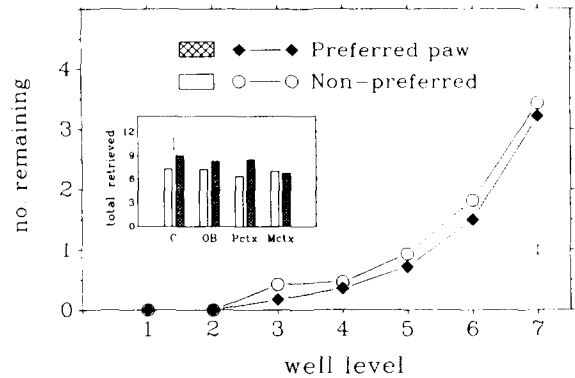 4
3
2
1
0
no. remaining
Preferred paw
Non-preferred
12
9
6
3
0
total retrieved
C OB Pctx Mctx
1 2 3 4 5 6 7
well level